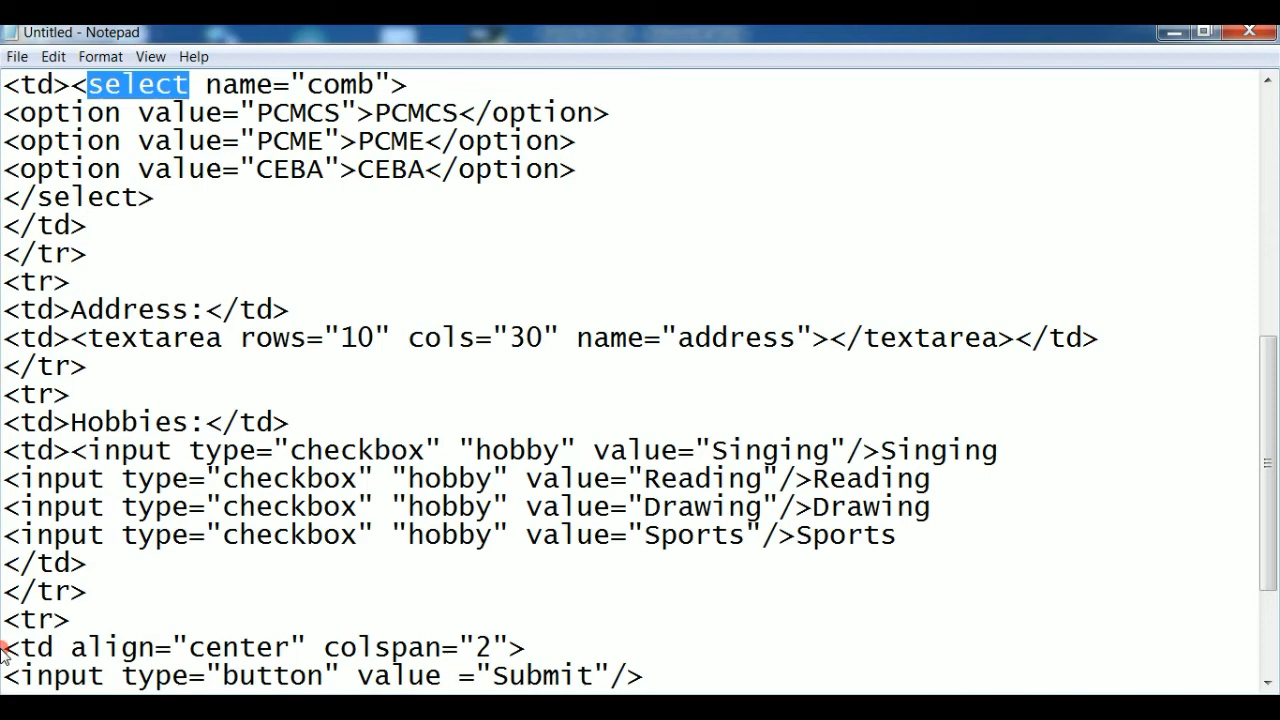 Untitled - Notepad
File Edit Format View Help
<td><select name="comb">
<option value="PCMCS">PCMCS</option>
<option value="PCME">PCME</option>
<option value="CEBA">CEBA</option>
</select>
</td>
</tr>
<tr>
<td>Address:</td>
<td><textarea rows="10" cols="30" name="address"></textarea></td>
</tr>
<tr>
<td>Hobbies:</td>
<td><input type="checkbox" "hobby" value="Singing"/>Singing
<input type="checkbox" "hobby" value="Reading"/>Reading
<input type="checkbox" "hobby" value="Drawing"/>Drawing
<input type="checkbox" "hobby" value="Sports"/>Sports
</td>
</tr>
<tr>
<td align="center" colspan="2">
<input type="button" value ="Submit"/>